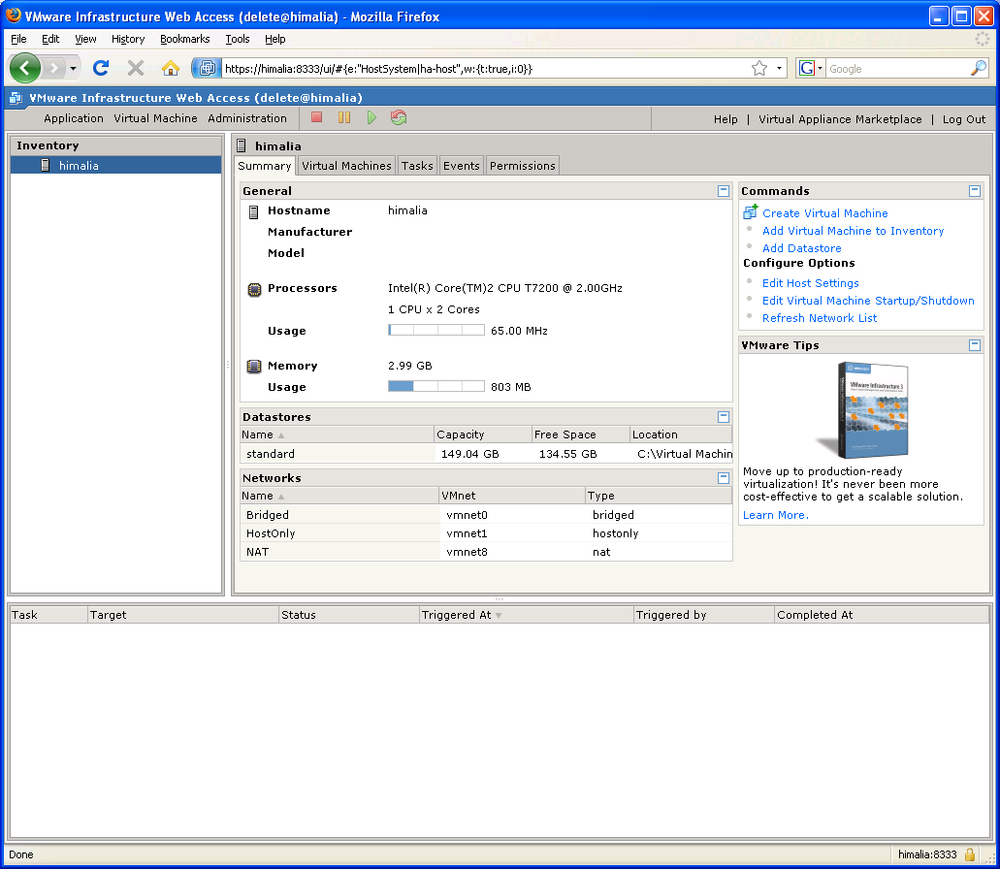 VMware Infrastructure Web Access (delete@himalia) - Mozilla Firefox
File Edit View History Bookmarks Tools Help
https://himalia:8333/ui/#{e:"HostSystem|ha-host",w:{t:true,i:0}}
G Google
VMware Infrastructure Web Access (delete@himalia)
Application Virtual Machine Administration
Help | Virtual Appliance Marketplace | Log Out
Inventory
himalia
himalia
Summary Virtual Machines Tasks Events Permissions
General
Hostname himalia
Manufacturer
Model
Processors Intel(R) Core(TM)2 CPU T7200 @ 2.00GHz
1 CPU x 2 Cores
Usage 65.00 MHz
Memory 2.99 GB
Usage 803 MB
Datastores
Name Capacity Free Space Location
standard 149.04 GB 134.55 GB C:\Virtual Machin
Networks
Name VMnet Type
Bridged vmnet0 bridged
HostOnly vmnet1 hostonly
NAT vmnet8 nat
Commands
Create Virtual Machine
Add Virtual Machine to Inventory
Add Datastore
Configure Options
Edit Host Settings
Edit Virtual Machine Startup/Shutdown
Refresh Network List
VMware Tips
VMware Infrastructure 3
Move up to production-ready
virtualization! It's never been more
cost-effective to get a scalable solution.
Learn More.
Task Target Status Triggered At Triggered by Completed At
Done
himalia:8333